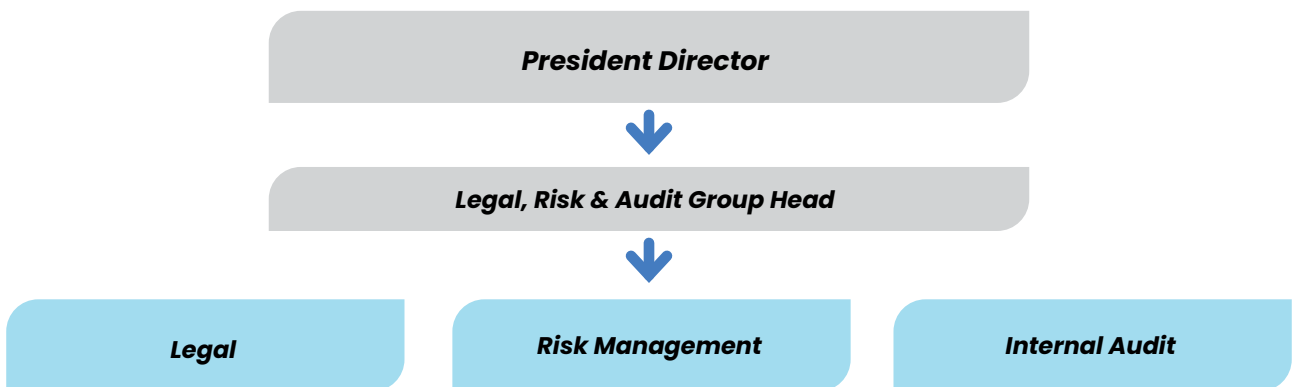 President Director
Legal, Risk & Audit Group Head
Legal
Risk Management
Internal Audit